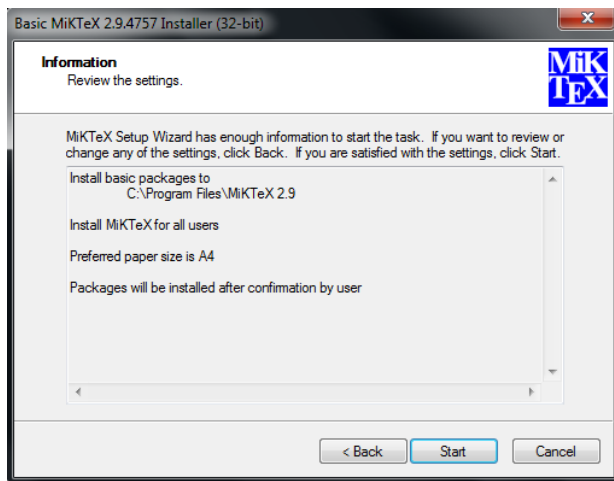 Basic MiKTeX 2.9.4757 Installer (32-bit)
Information
Review the settings.
MiK
TEX
MiKTeX Setup Wizard has enough information to start the task. If you want to review or
change any of the settings, click Back. If you are satisfied with the settings, click Start.
Install basic packages to
C:\Program Files\MiKTeX 2.9
Install MiKTeX for all users
Preferred paper size is A4
Packages will be installed after confirmation by user
< Back
Start
Cancel